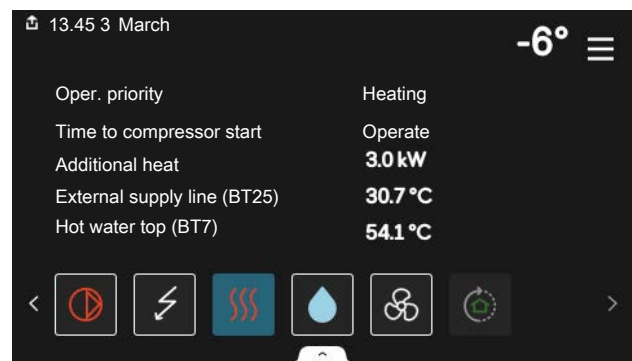 13.45 3 March
-6°
Oper. priority Heating
Time to compressor start Operate
Additional heat 3.0 kW
External supply line (BT25) 30.7 °C
Hot water top (BT7) 54.1 °C